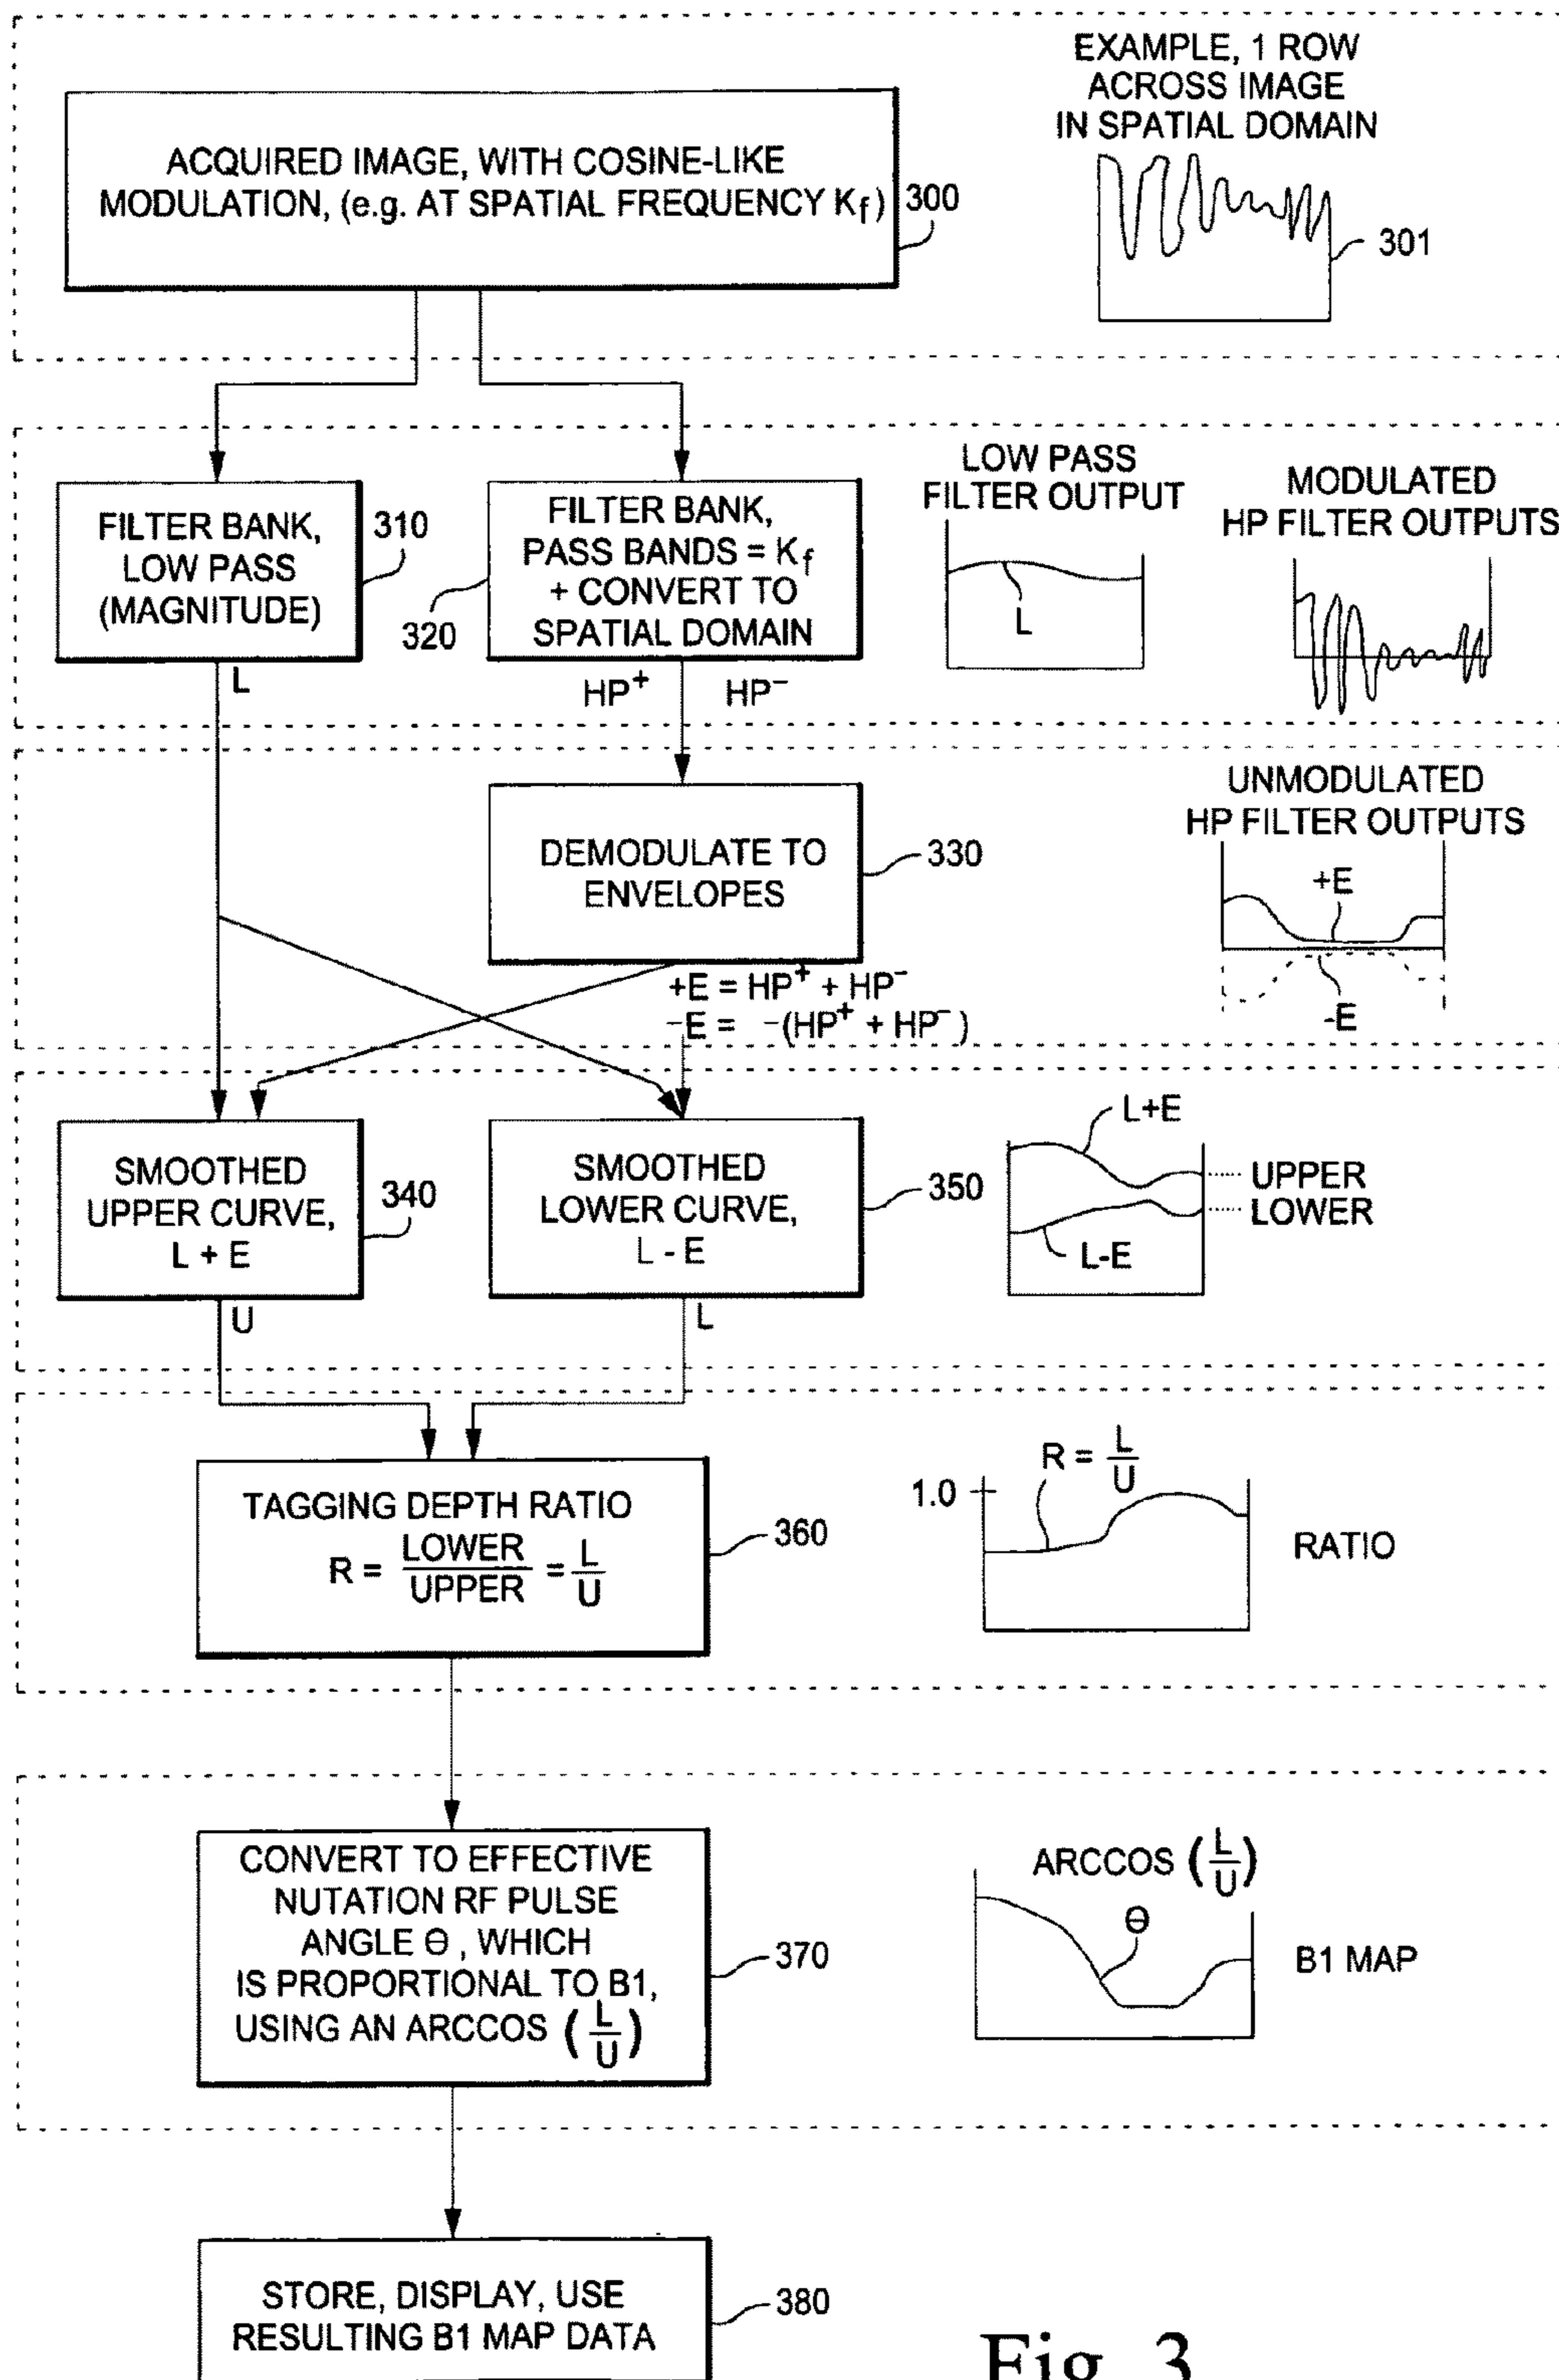 EXAMPLE, 1 ROW
ACROSS IMAGE
IN SPATIAL DOMAIN
ACQUIRED IMAGE, WITH COSINE-LIKE
MODULATION, (e.g. AT SPATIAL FREQUENCY Kf)
300
301
FILTER BANK,
LOW PASS
(MAGNITUDE)
310
L
FILTER BANK,
PASS BANDS = Kf
+ CONVERT TO
SPATIAL DOMAIN
320
HP+ HP−
LOW PASS
FILTER OUTPUT
L
MODULATED
HP FILTER OUTPUTS
DEMODULATE TO
ENVELOPES
330
+E = HP+ + HP−
−E = −(HP+ + HP−)
UNMODULATED
HP FILTER OUTPUTS
+E
-E
SMOOTHED
UPPER CURVE,
L + E
340
U
SMOOTHED
LOWER CURVE,
L - E
350
L
L+E
UPPER
LOWER
L-E
TAGGING DEPTH RATIO
R = LOWER/UPPER = L/U
360
R = L/U
1.0
RATIO
CONVERT TO EFFECTIVE
NUTATION RF PULSE
ANGLE Θ, WHICH
IS PROPORTIONAL TO B1,
USING AN ARCCOS (L/U)
370
ARCCOS (L/U)
Θ
B1 MAP
STORE, DISPLAY, USE
RESULTING B1 MAP DATA
380
Fig. 3